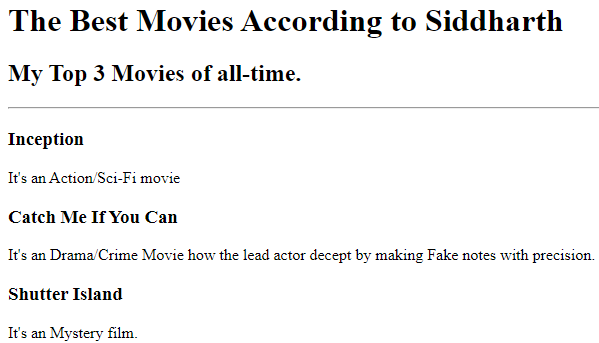 The Best Movies According to Siddharth
My Top 3 Movies of all-time.
Inception
It's an Action/Sci-Fi movie
Catch Me If You Can
It's an Drama/Crime Movie how the lead actor decept by making Fake notes with precision.
Shutter Island
It's an Mystery film.